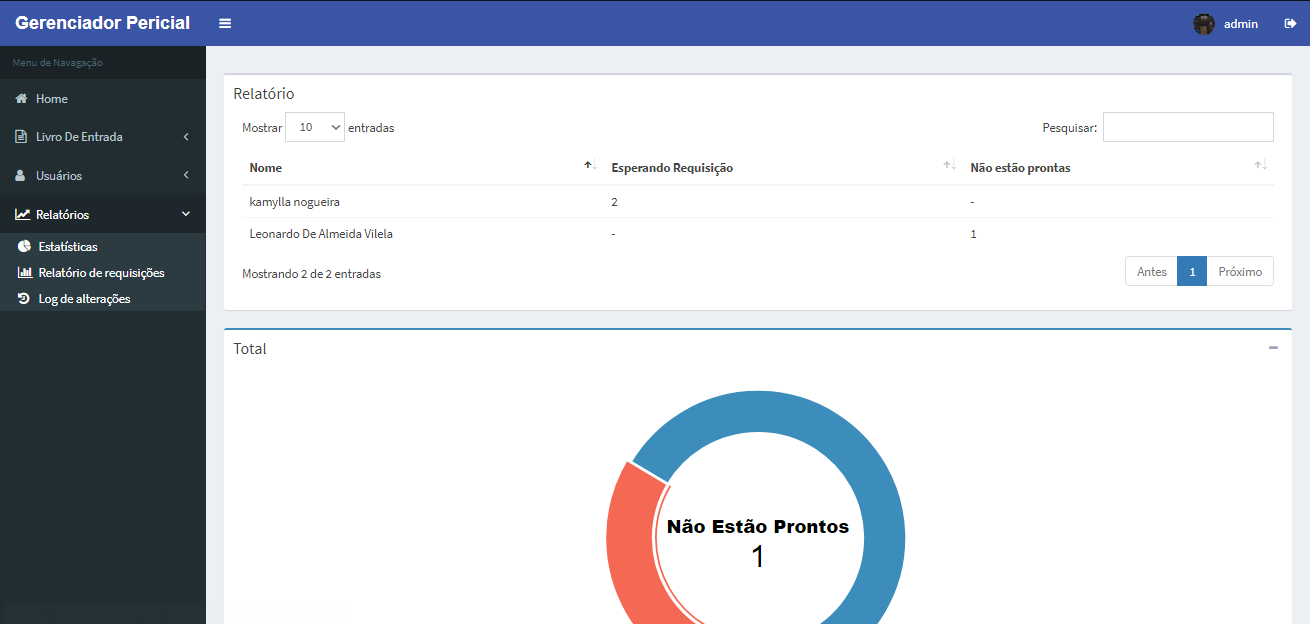 Gerenciador Pericial
admin
Menu de Navagação
Home
Livro De Entrada
Usuários
Relatórios
Estatísticas
Relatório de requisições
Log de alterações
Relatório
Mostrar 10 entradas
Pesquisar:
Nome Esperando Requisição Não estão prontas
kamylla nogueira 2 -
Leonardo De Almeida Vilela - 1
Mostrando 2 de 2 entradas
Antes 1 Próximo
Total
Não Estão Prontos
1